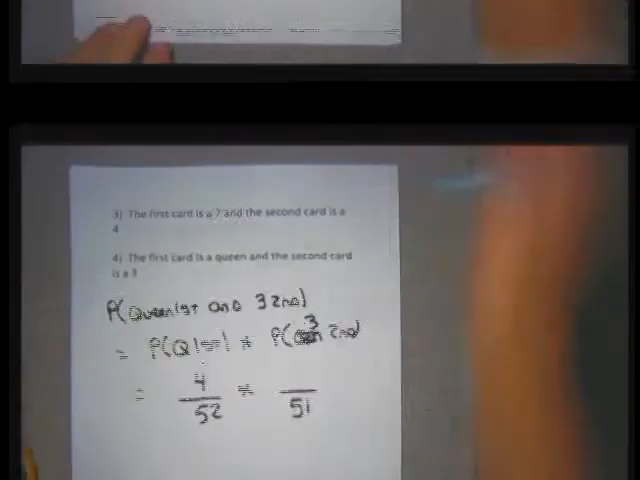 3) The first card is a 7 and the second card is a
4
4) The first card is a queen and the second card
is a 3
P(Queen 1st and 3 2nd)
= P(Q 1st) * P( 3 2nd)
= 4/52 * /51